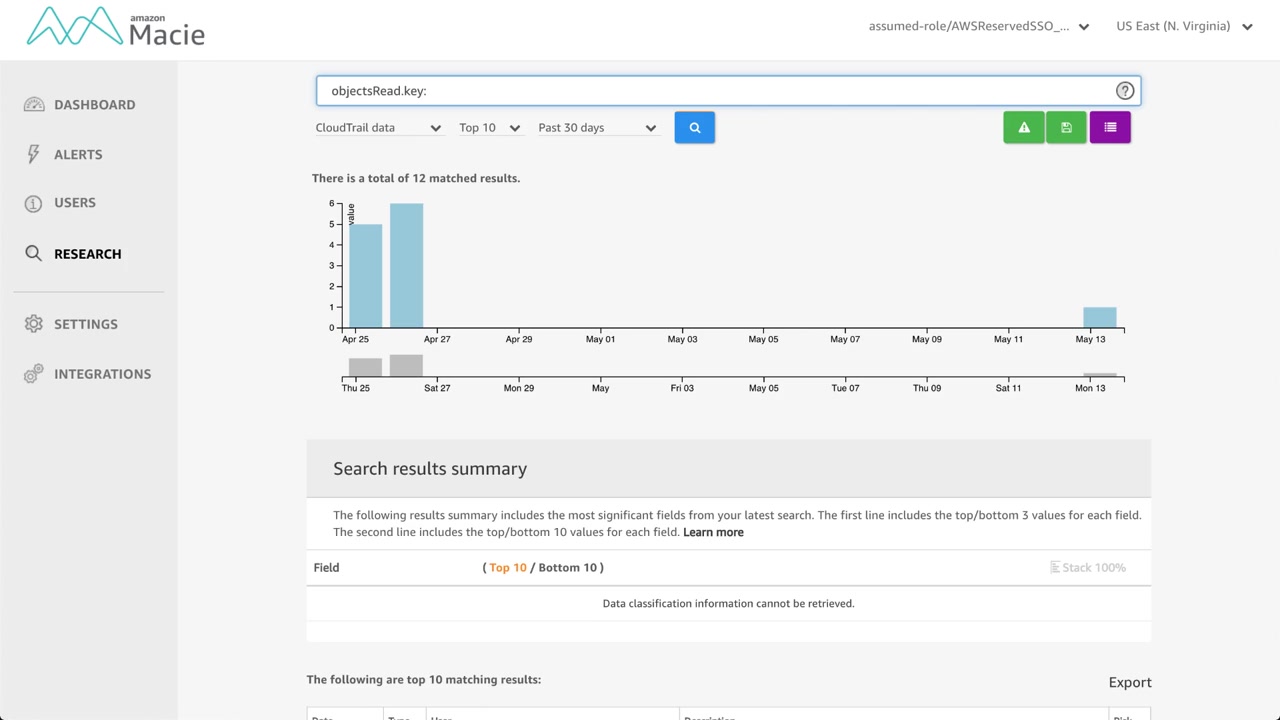 amazon
Macie
assumed-role/AWSReservedSSO_...
US East (N. Virginia)
DASHBOARD
ALERTS
USERS
RESEARCH
SETTINGS
INTEGRATIONS
objectsRead.key:
?
CloudTrail data
Top 10
Past 30 days
There is a total of 12 matched results.
value
6
5
4
3
2
1
0
Apr 25 Apr 27 Apr 29 May 01 May 03 May 05 May 07 May 09 May 11 May 13
Thu 25 Sat 27 Mon 29 May Fri 03 May 05 Tue 07 Thu 09 Sat 11 Mon 13
Search results summary
The following results summary includes the most significant fields from your latest search. The first line includes the top/bottom 3 values for each field.
The second line includes the top/bottom 10 values for each field. Learn more
Field ( Top 10 / Bottom 10 ) Stack 100%
Data classification information cannot be retrieved.
The following are top 10 matching results:
Export